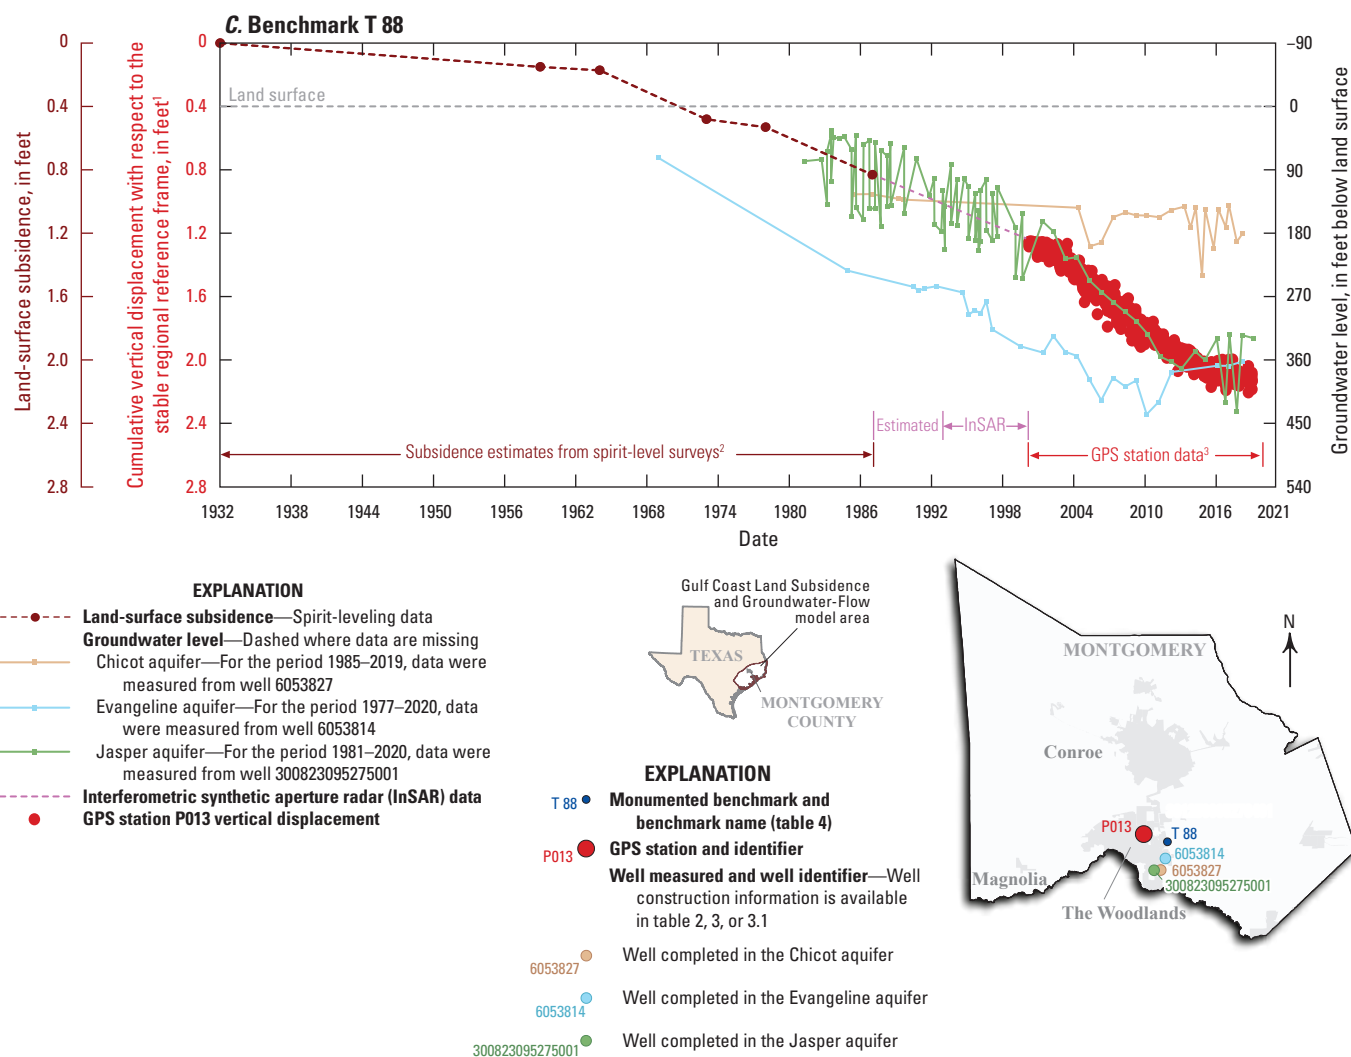 C. Benchmark T 88
Land-surface subsidence, in feet
0
0.4
0.8
1.2
1.6
2.0
2.4
2.8
Cumulative vertical displacement with respect to the
stable regional reference frame, in feet¹
0
0.4
0.8
1.2
1.6
2.0
2.4
2.8
Land surface
Estimated
InSAR
Subsidence estimates from spirit-level surveys²
GPS station data³
–90
0
90
180
270
360
450
540
Groundwater level, in feet below land surface
1932 1938 1944 1950 1956 1962 1968 1974 1980 1986 1992 1998 2004 2010 2016 2021
Date
EXPLANATION
Land-surface subsidence—Spirit-leveling data
Groundwater level—Dashed where data are missing
Chicot aquifer—For the period 1985–2019, data were
measured from well 6053827
Evangeline aquifer—For the period 1977–2020, data
were measured from well 6053814
Jasper aquifer—For the period 1981–2020, data were
measured from well 300823095275001
Interferometric synthetic aperture radar (InSAR) data
GPS station P013 vertical displacement
Gulf Coast Land Subsidence
and Groundwater-Flow
model area
TEXAS
MONTGOMERY
COUNTY
EXPLANATION
T 88
Monumented benchmark and
benchmark name (table 4)
P013
GPS station and identifier
Well measured and well identifier—Well
construction information is available
in table 2, 3, or 3.1
6053827
Well completed in the Chicot aquifer
6053814
Well completed in the Evangeline aquifer
300823095275001
Well completed in the Jasper aquifer
N
MONTGOMERY
Conroe
P013
T 88
6053814
6053827
300823095275001
Magnolia
The Woodlands